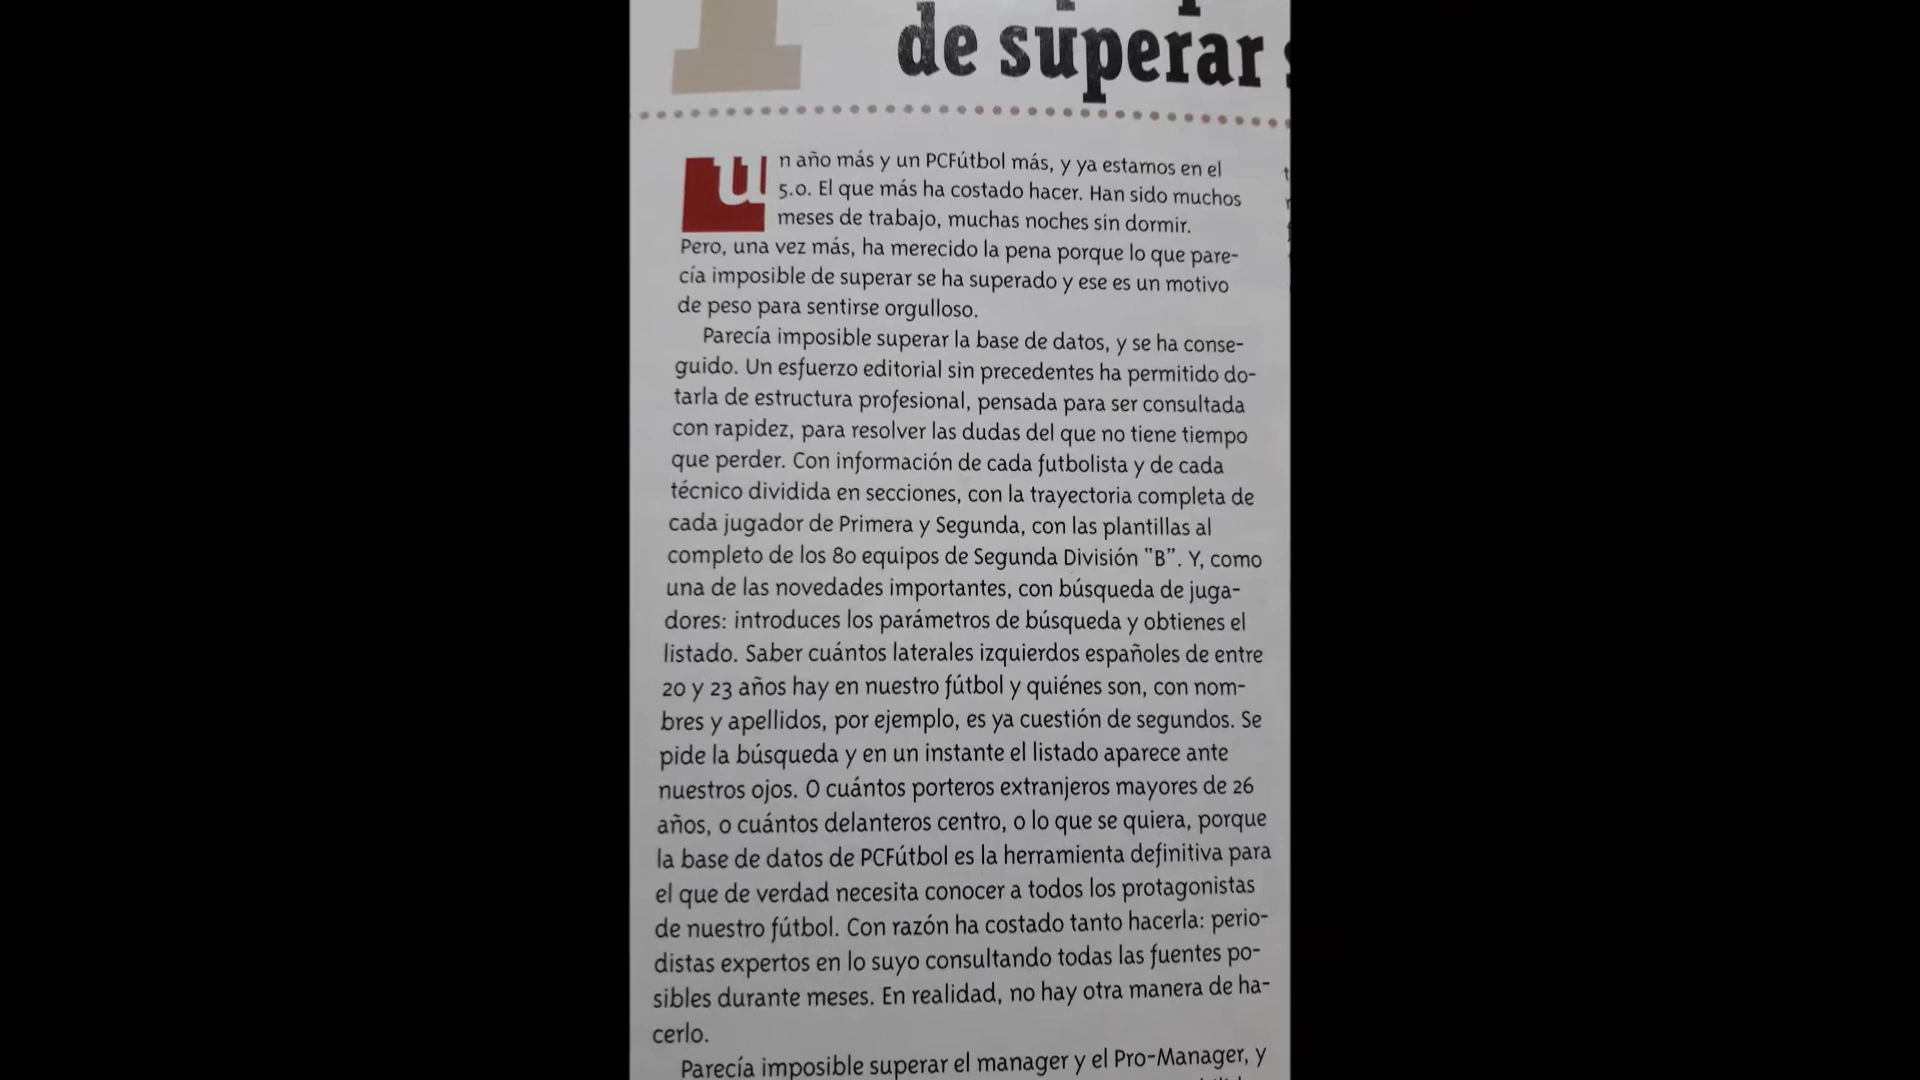 de superar
Un año más y un PCFútbol más, y ya estamos en el
5.0. El que más ha costado hacer. Han sido muchos
meses de trabajo, muchas noches sin dormir.
Pero, una vez más, ha merecido la pena porque lo que pare-
cía imposible de superar se ha superado y ese es un motivo
de peso para sentirse orgulloso.
Parecía imposible superar la base de datos, y se ha conse-
guido. Un esfuerzo editorial sin precedentes ha permitido do-
tarla de estructura profesional, pensada para ser consultada
con rapidez, para resolver las dudas del que no tiene tiempo
que perder. Con información de cada futbolista y de cada
técnico dividida en secciones, con la trayectoria completa de
cada jugador de Primera y Segunda, con las plantillas al
completo de los 80 equipos de Segunda División "B". Y, como
una de las novedades importantes, con búsqueda de juga-
dores: introduces los parámetros de búsqueda y obtienes el
listado. Saber cuántos laterales izquierdos españoles de entre
20 y 23 años hay en nuestro fútbol y quiénes son, con nom-
bres y apellidos, por ejemplo, es ya cuestión de segundos. Se
pide la búsqueda y en un instante el listado aparece ante
nuestros ojos. O cuántos porteros extranjeros mayores de 26
años, o cuántos delanteros centro, o lo que se quiera, porque
la base de datos de PCFútbol es la herramienta definitiva para
el que de verdad necesita conocer a todos los protagonistas
de nuestro fútbol. Con razón ha costado tanto hacerla: perio-
distas expertos en lo suyo consultando todas las fuentes po-
sibles durante meses. En realidad, no hay otra manera de ha-
cerlo.
Parecía imposible superar el manager y el Pro-Manager, y